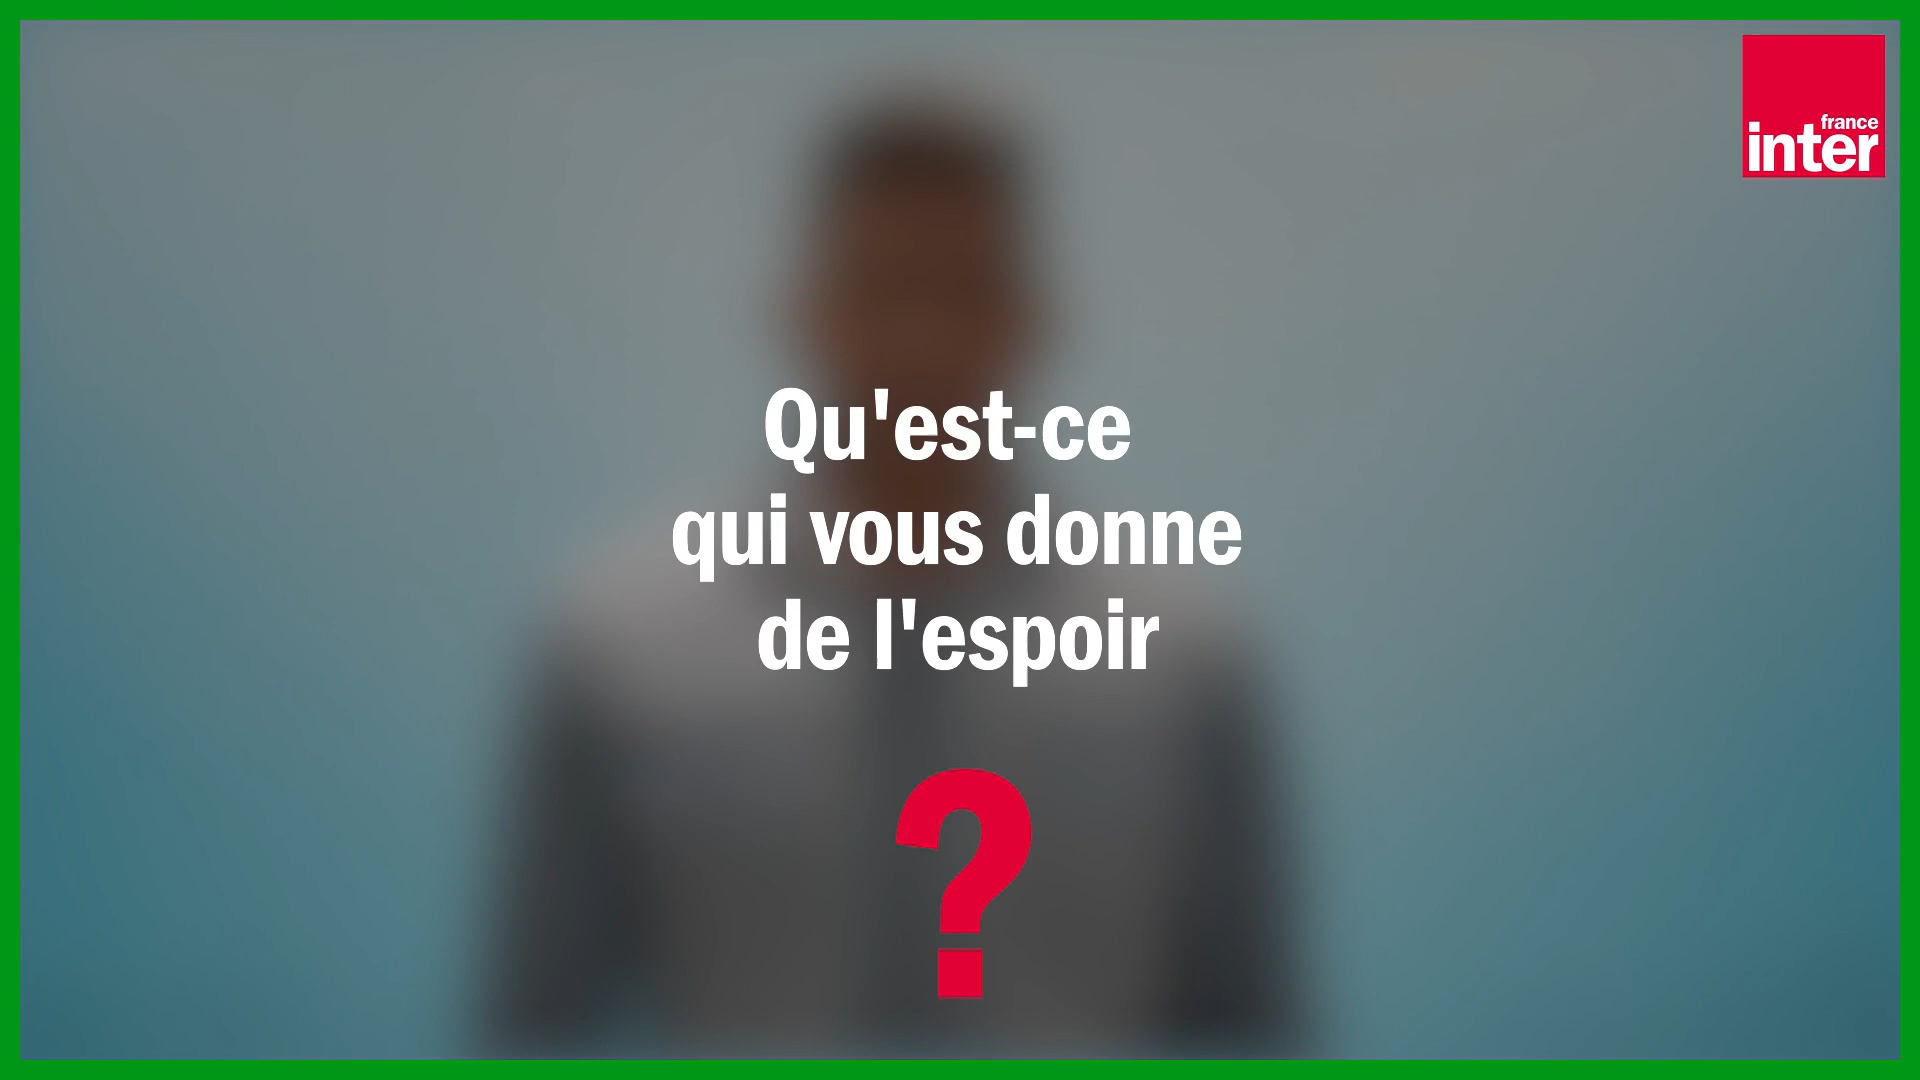 france
inter
Qu'est-ce
qui vous donne
de l'espoir
?